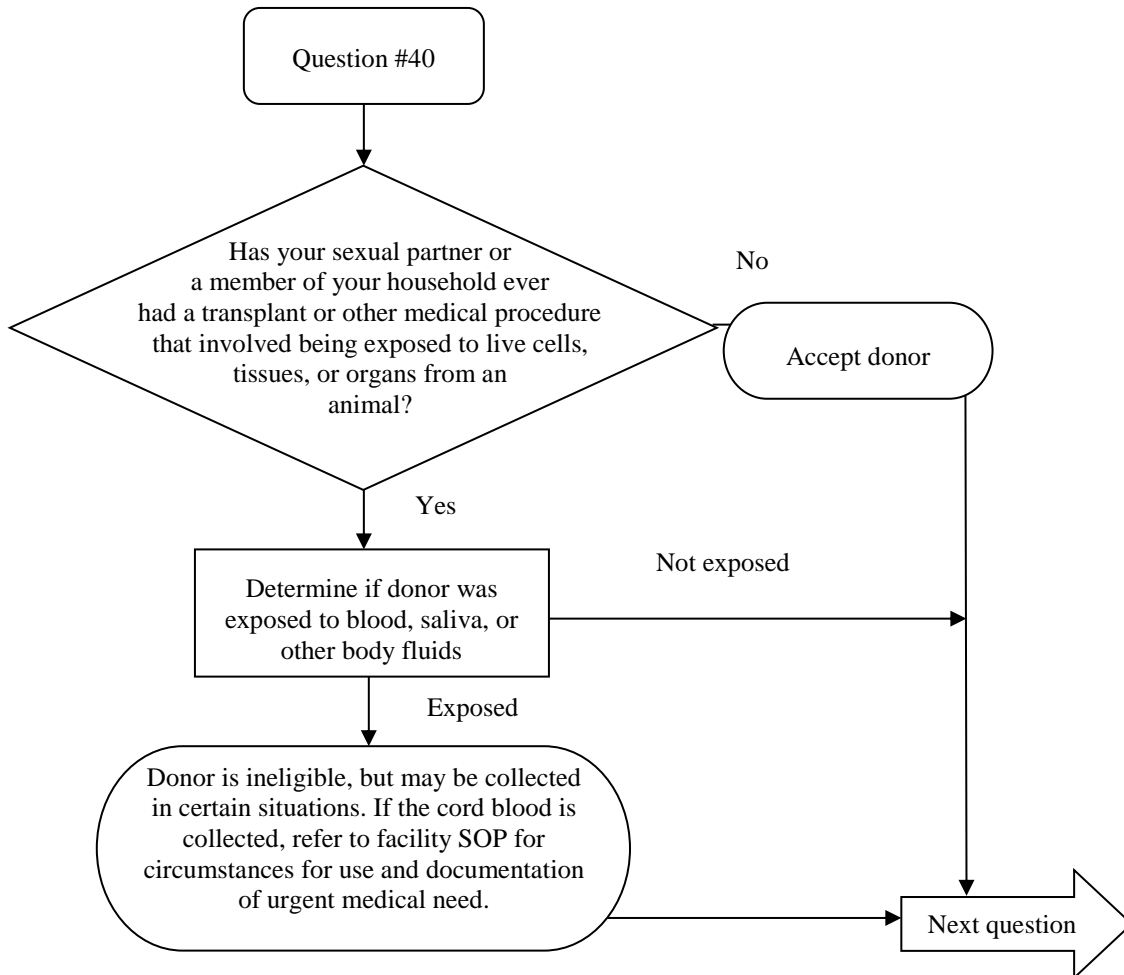 Question #40
Has your sexual partner or
a member of your household ever
had a transplant or other medical procedure
that involved being exposed to live cells,
tissues, or organs from an
animal?
No
Accept donor
Yes
Determine if donor was
exposed to blood, saliva, or
other body fluids
Not exposed
Exposed
Donor is ineligible, but may be collected
in certain situations. If the cord blood is
collected, refer to facility SOP for
circumstances for use and documentation
of urgent medical need.
Next question